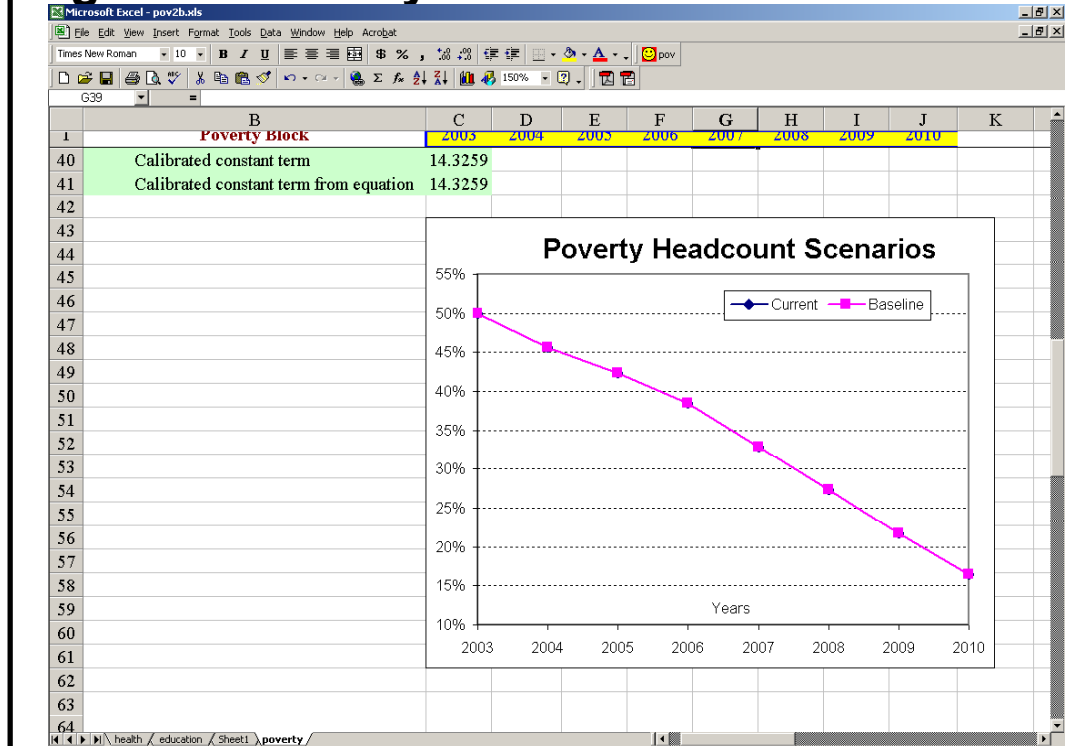 Microsoft Excel - pov2b.xls
File Edit View Insert Format Tools Data Window Help Acrobat
Times New Roman 10 B I U $ % , pov
Σ fx 150%
G39 =
B C D E F G H I J K
1 Poverty Block 2003 2004 2005 2006 2007 2008 2009 2010
40 Calibrated constant term 14.3259
41 Calibrated constant term from equation 14.3259
42
43
44
45
46
47
48
49
50
51
52
53
54
55
56
57
58
59
60
61
62
63
64
Poverty Headcount Scenarios
Current Baseline
55%
50%
45%
40%
35%
30%
25%
20%
15%
10%
Years
2003 2004 2005 2006 2007 2008 2009 2010
health education Sheet1 poverty